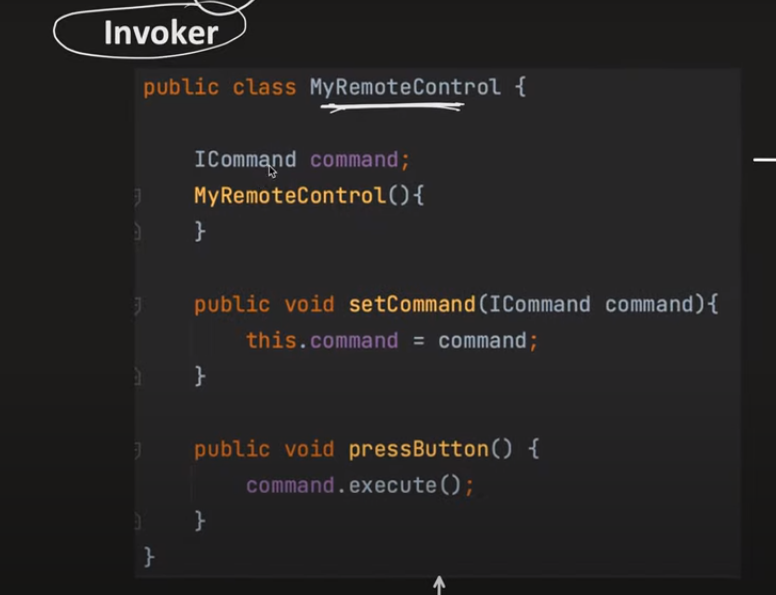 Invoker
public class MyRemoteControl {
ICommand command;
MyRemoteControl(){
}
public void setCommand(ICommand command){
this.command = command;
}
public void pressButton() {
command.execute();
}
}